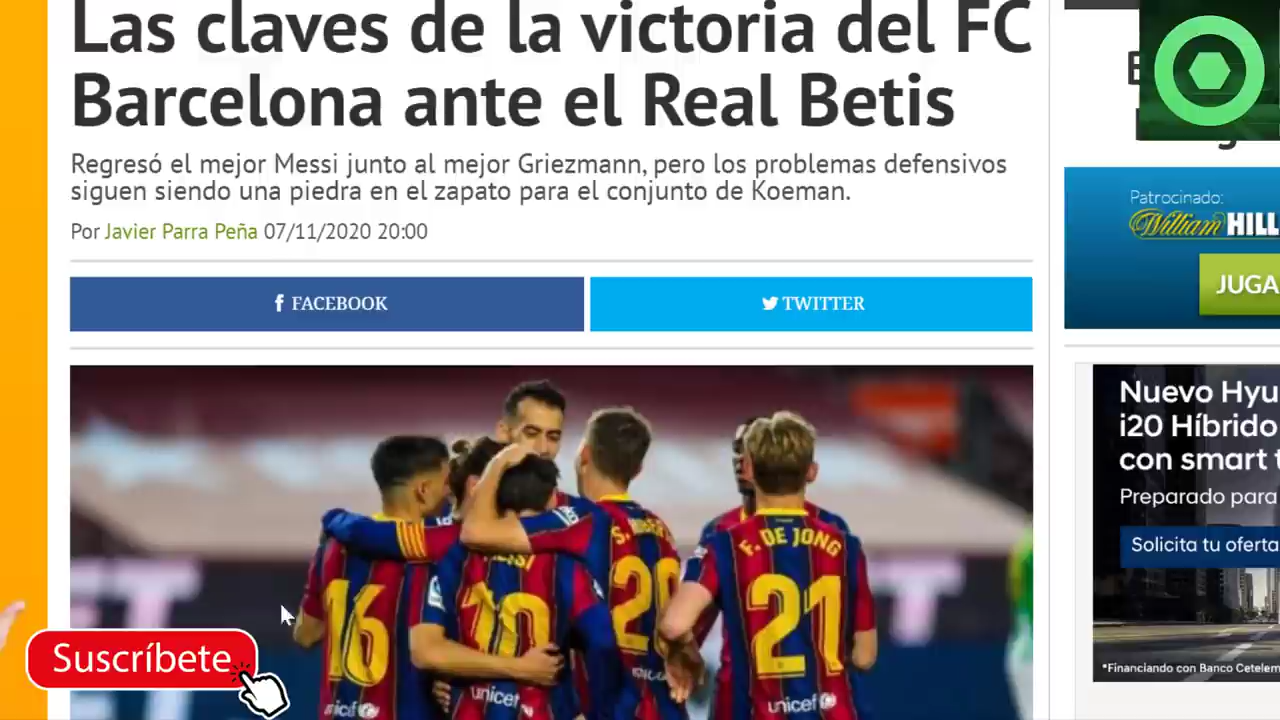 Las claves de la victoria del FC
Barcelona ante el Real Betis
Regresó el mejor Messi junto al mejor Griezmann, pero los problemas defensivos
siguen siendo una piedra en el zapato para el conjunto de Koeman.
Por Javier Parra Peña 07/11/2020 20:00
FACEBOOK
TWITTER
Patrocinado:
William HILL
JUGA
Nuevo Hyu
i20 Híbrido
con smart t
Preparado para
Solicita tu oferta
*Financiando con Banco Cetelem
F. DE JONG
16
10
20
21
unicef
unicef
unicef
Suscríbete